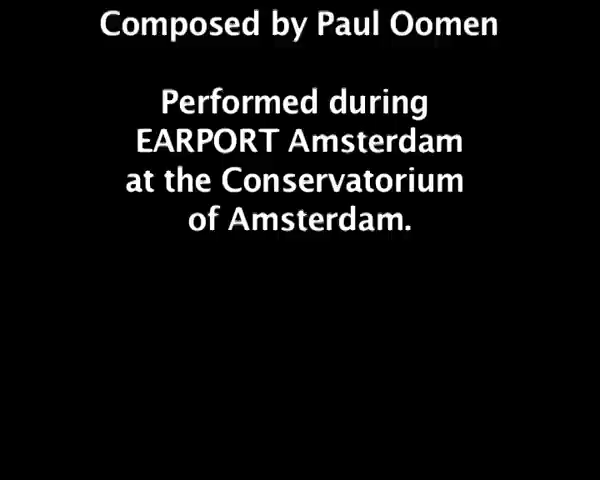 Composed by Paul Oomen
Performed during
EARPORT Amsterdam
at the Conservatorium
of Amsterdam.